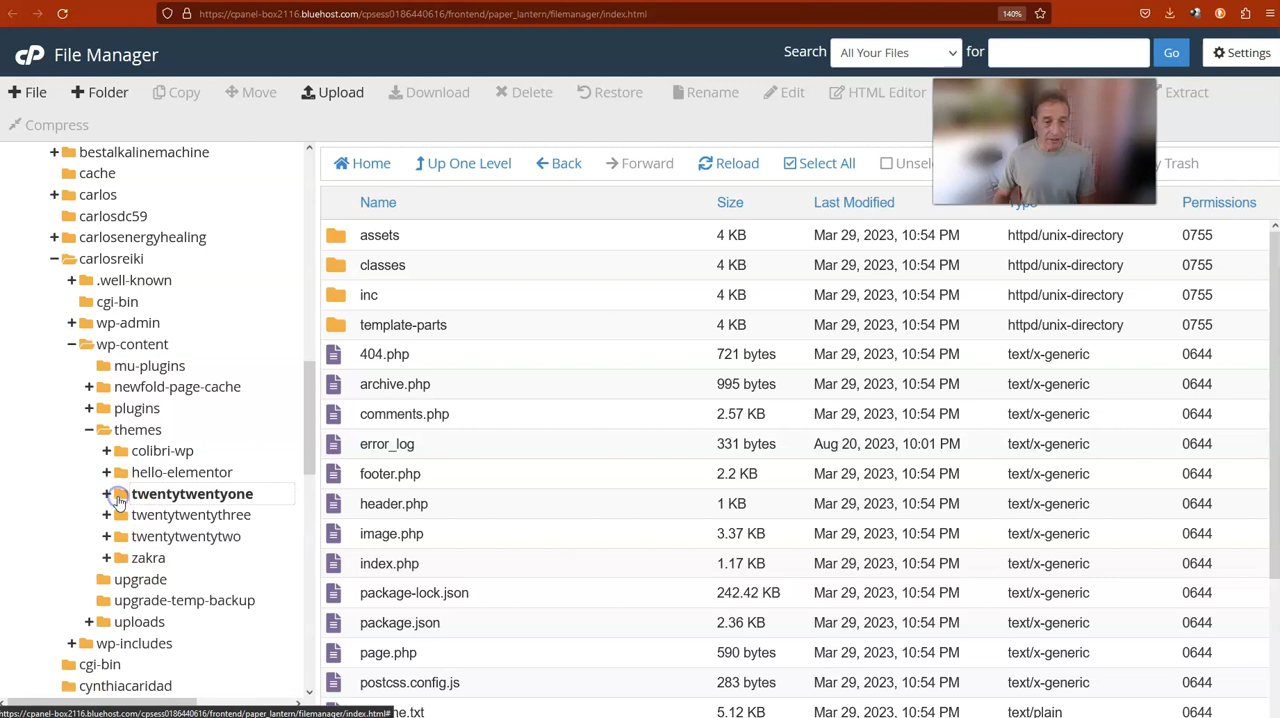 https://cpanel-box2116.bluehost.com/cpsess0186440616/frontend/paper_lantern/filemanager/index.html 140%
cP File Manager Search All Your Files for Go Settings
File Folder Copy Move Upload Download Delete Restore Rename Edit HTML Editor Extract
Compress
bestalkalinemachine
cache
carlos
carlosdc59
carlosenergyhealing
carlosreiki
.well-known
cgi-bin
wp-admin
wp-content
mu-plugins
newfold-page-cache
plugins
themes
colibri-wp
hello-elementor
twentytwentyone
twentytwentythree
twentytwentytwo
zakra
upgrade
upgrade-temp-backup
uploads
wp-includes
cgi-bin
cynthiacaridad
https://cpanel-box2116.bluehost.com/cpsess0186440616/frontend/paper_lantern/filemanager/index.html#
Home Up One Level Back Forward Reload Select All Trash
Name Size Last Modified Type Permissions
assets 4 KB Mar 29, 2023, 10:54 PM httpd/unix-directory 0755
classes 4 KB Mar 29, 2023, 10:54 PM httpd/unix-directory 0755
inc 4 KB Mar 29, 2023, 10:54 PM httpd/unix-directory 0755
template-parts 4 KB Mar 29, 2023, 10:54 PM httpd/unix-directory 0755
404.php 721 bytes Mar 29, 2023, 10:54 PM text/x-generic 0644
archive.php 995 bytes Mar 29, 2023, 10:54 PM text/x-generic 0644
comments.php 2.57 KB Mar 29, 2023, 10:54 PM text/x-generic 0644
error_log 331 bytes Aug 20, 2023, 10:01 PM text/x-generic 0644
footer.php 2.2 KB Mar 29, 2023, 10:54 PM text/x-generic 0644
header.php 1 KB Mar 29, 2023, 10:54 PM text/x-generic 0644
image.php 3.37 KB Mar 29, 2023, 10:54 PM text/x-generic 0644
index.php 1.17 KB Mar 29, 2023, 10:54 PM text/x-generic 0644
package-lock.json 242.42 KB Mar 29, 2023, 10:54 PM text/x-generic 0644
package.json 2.36 KB Mar 29, 2023, 10:54 PM text/x-generic 0644
page.php 590 bytes Mar 29, 2023, 10:54 PM text/x-generic 0644
postcss.config.js 283 bytes Mar 29, 2023, 10:54 PM text/x-generic 0644
5.12 KB Mar 29, 2023, 10:54 PM text/plain 0644